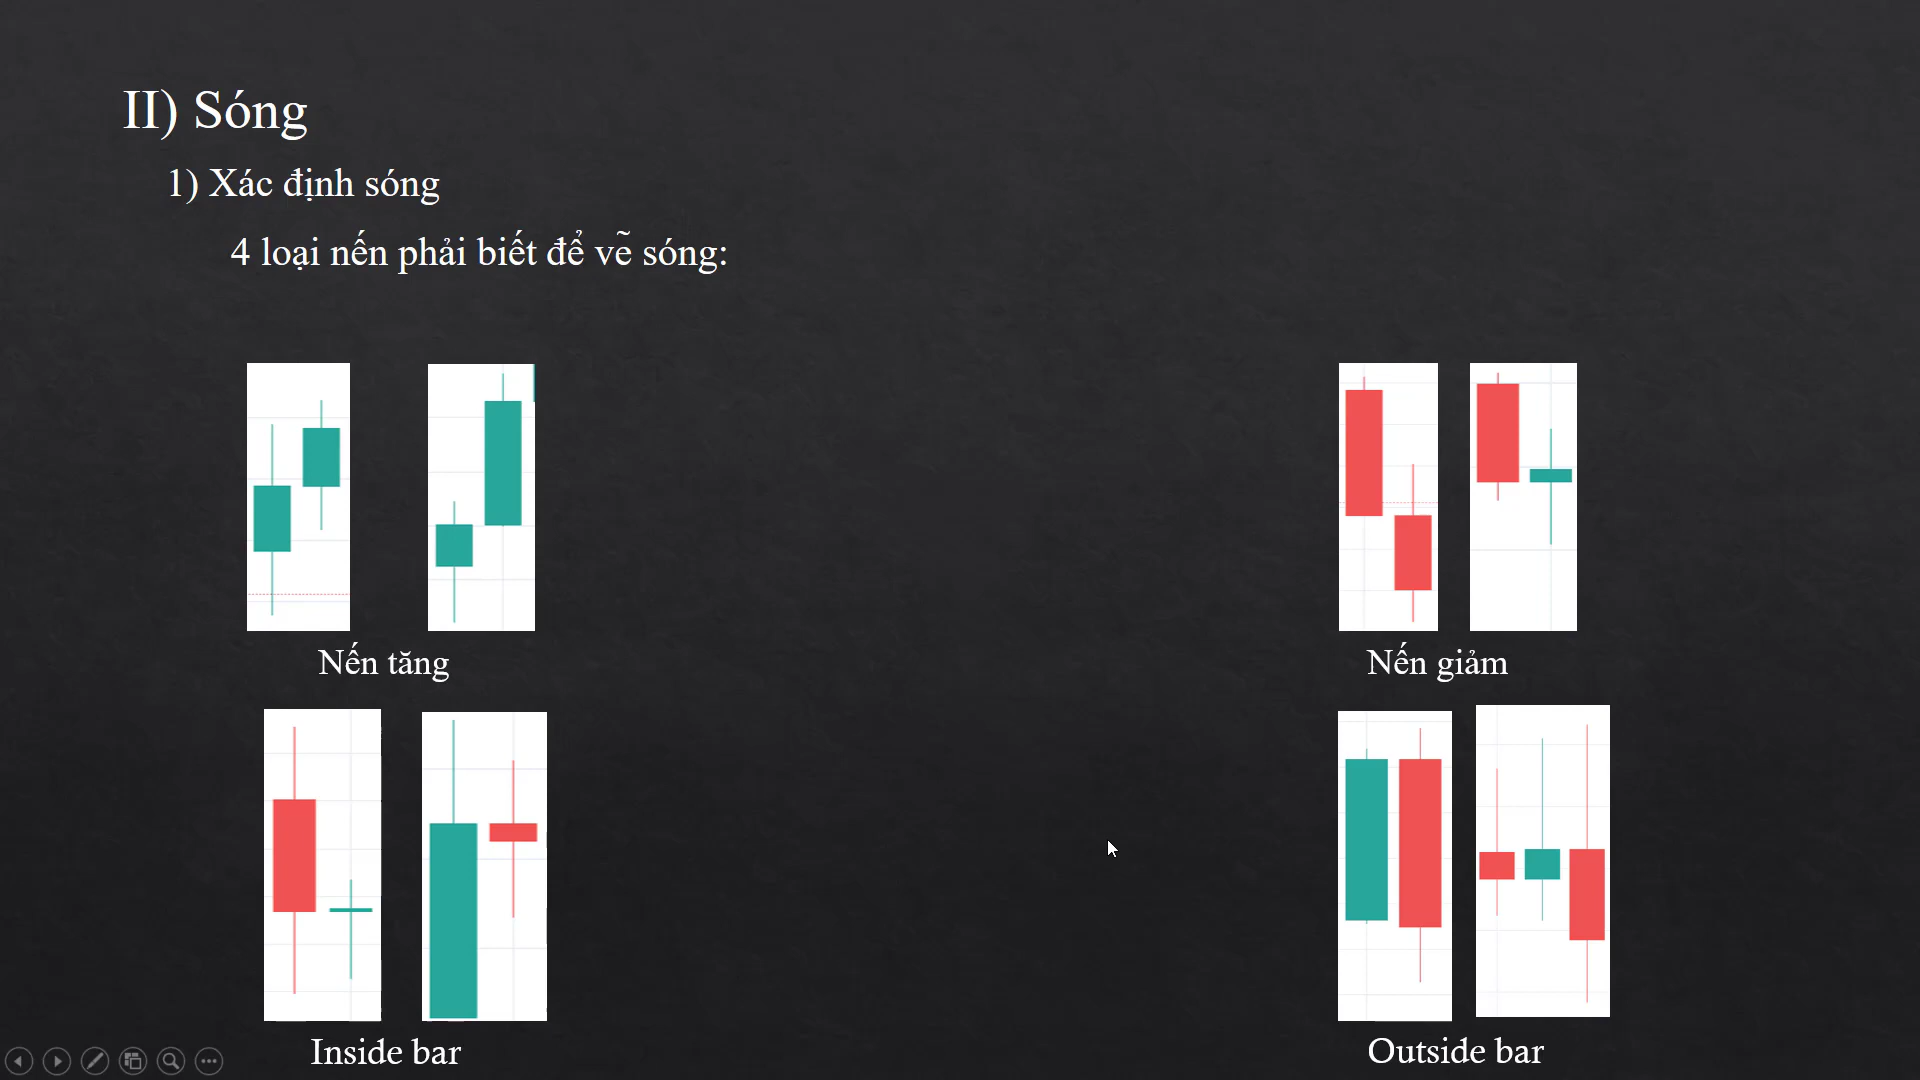 II) Sóng
1) Xác định sóng
4 loại nến phải biết để vẽ sóng:
Nến tăng
Nến giảm
Inside bar
Outside bar